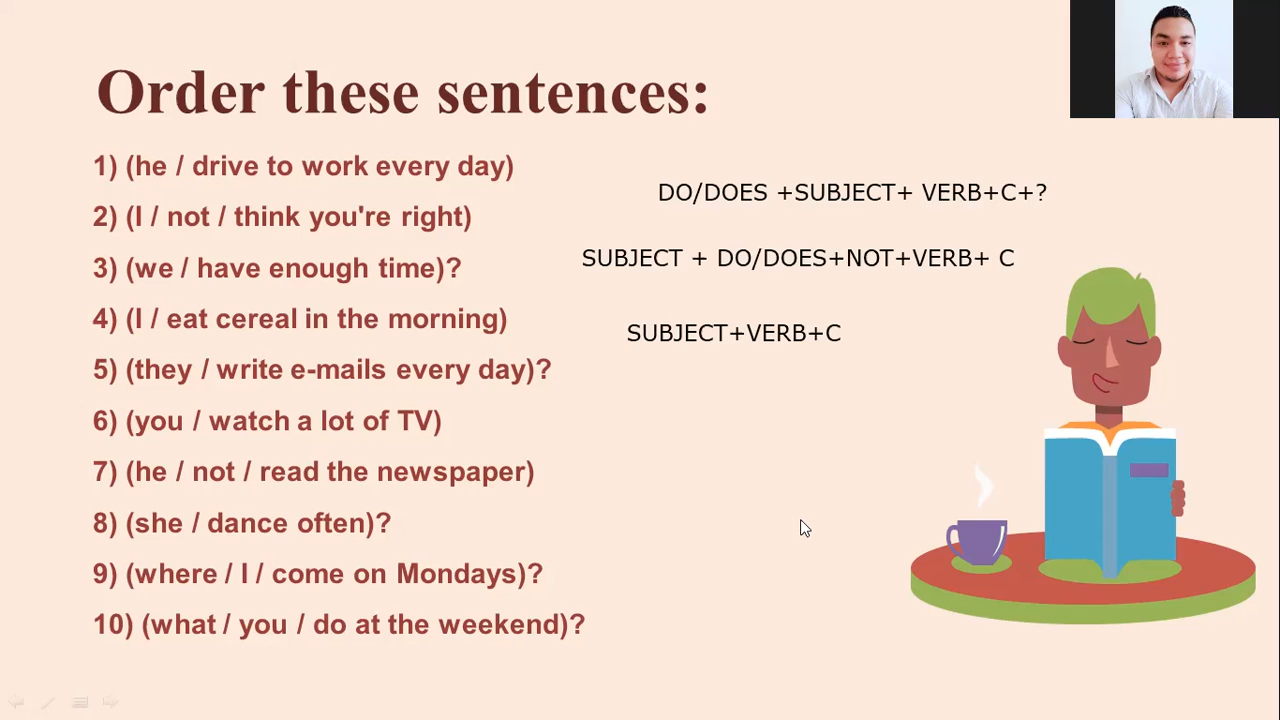 Order these sentences:
1) (he / drive to work every day)
2) (I / not / think you're right)
3) (we / have enough time)?
4) (I / eat cereal in the morning)
5) (they / write e-mails every day)?
6) (you / watch a lot of TV)
7) (he / not / read the newspaper)
8) (she / dance often)?
9) (where / I / come on Mondays)?
10) (what / you / do at the weekend)?
DO/DOES +SUBJECT+ VERB+C+?
SUBJECT + DO/DOES+NOT+VERB+ C
SUBJECT+VERB+C